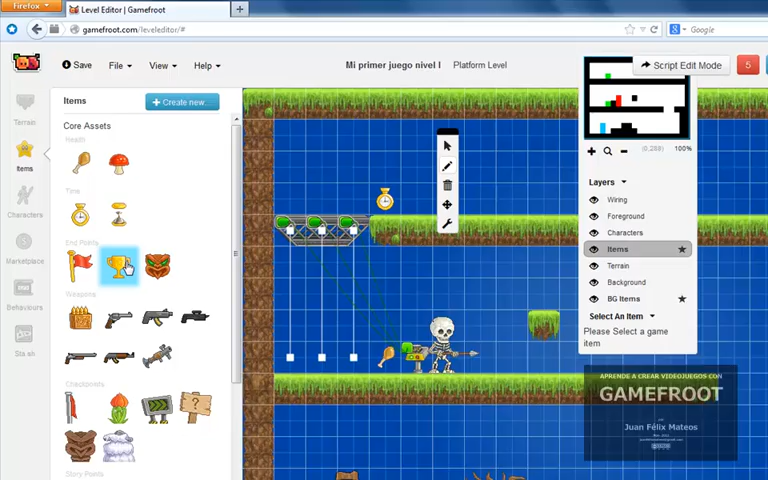 Firefox
Level Editor | Gamefroot
gamefroot.com/leveleditor/#
Google
Save
File
View
Help
Mi primer juego nivel I
Platform Level
Script Edit Mode
5
Terrain
Items
Characters
Marketplace
Behaviours
Items
+ Create new...
Core Assets
Health
Time
End Points
Weapons
Checkpoints
Story Points
(0,288)
100%
Layers
Wiring
Foreground
Characters
Items
Terrain
Background
BG Items
Select An Item
Please Select a game
item
APRENDE A CREAR VIDEOJUEGOS CON
GAMEFROOT
por
Juan Félix Mateos